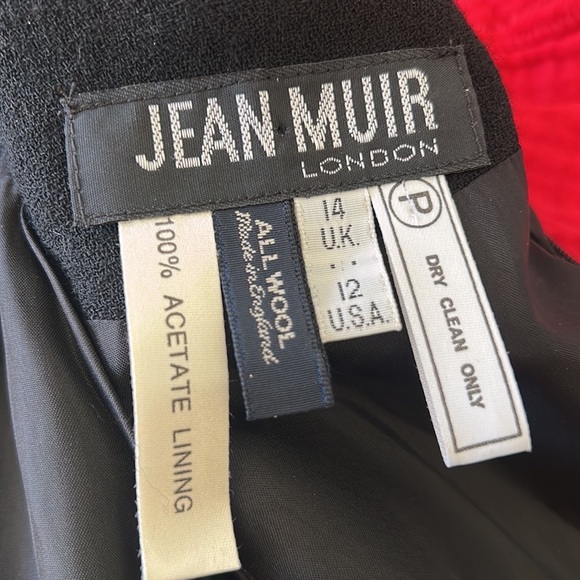 JEAN MUIR
LONDON
100% ACETATE LINING
ALL WOOL
Made in England
14
U.K.
12
U.S.A.
P
DRY CLEAN ONLY